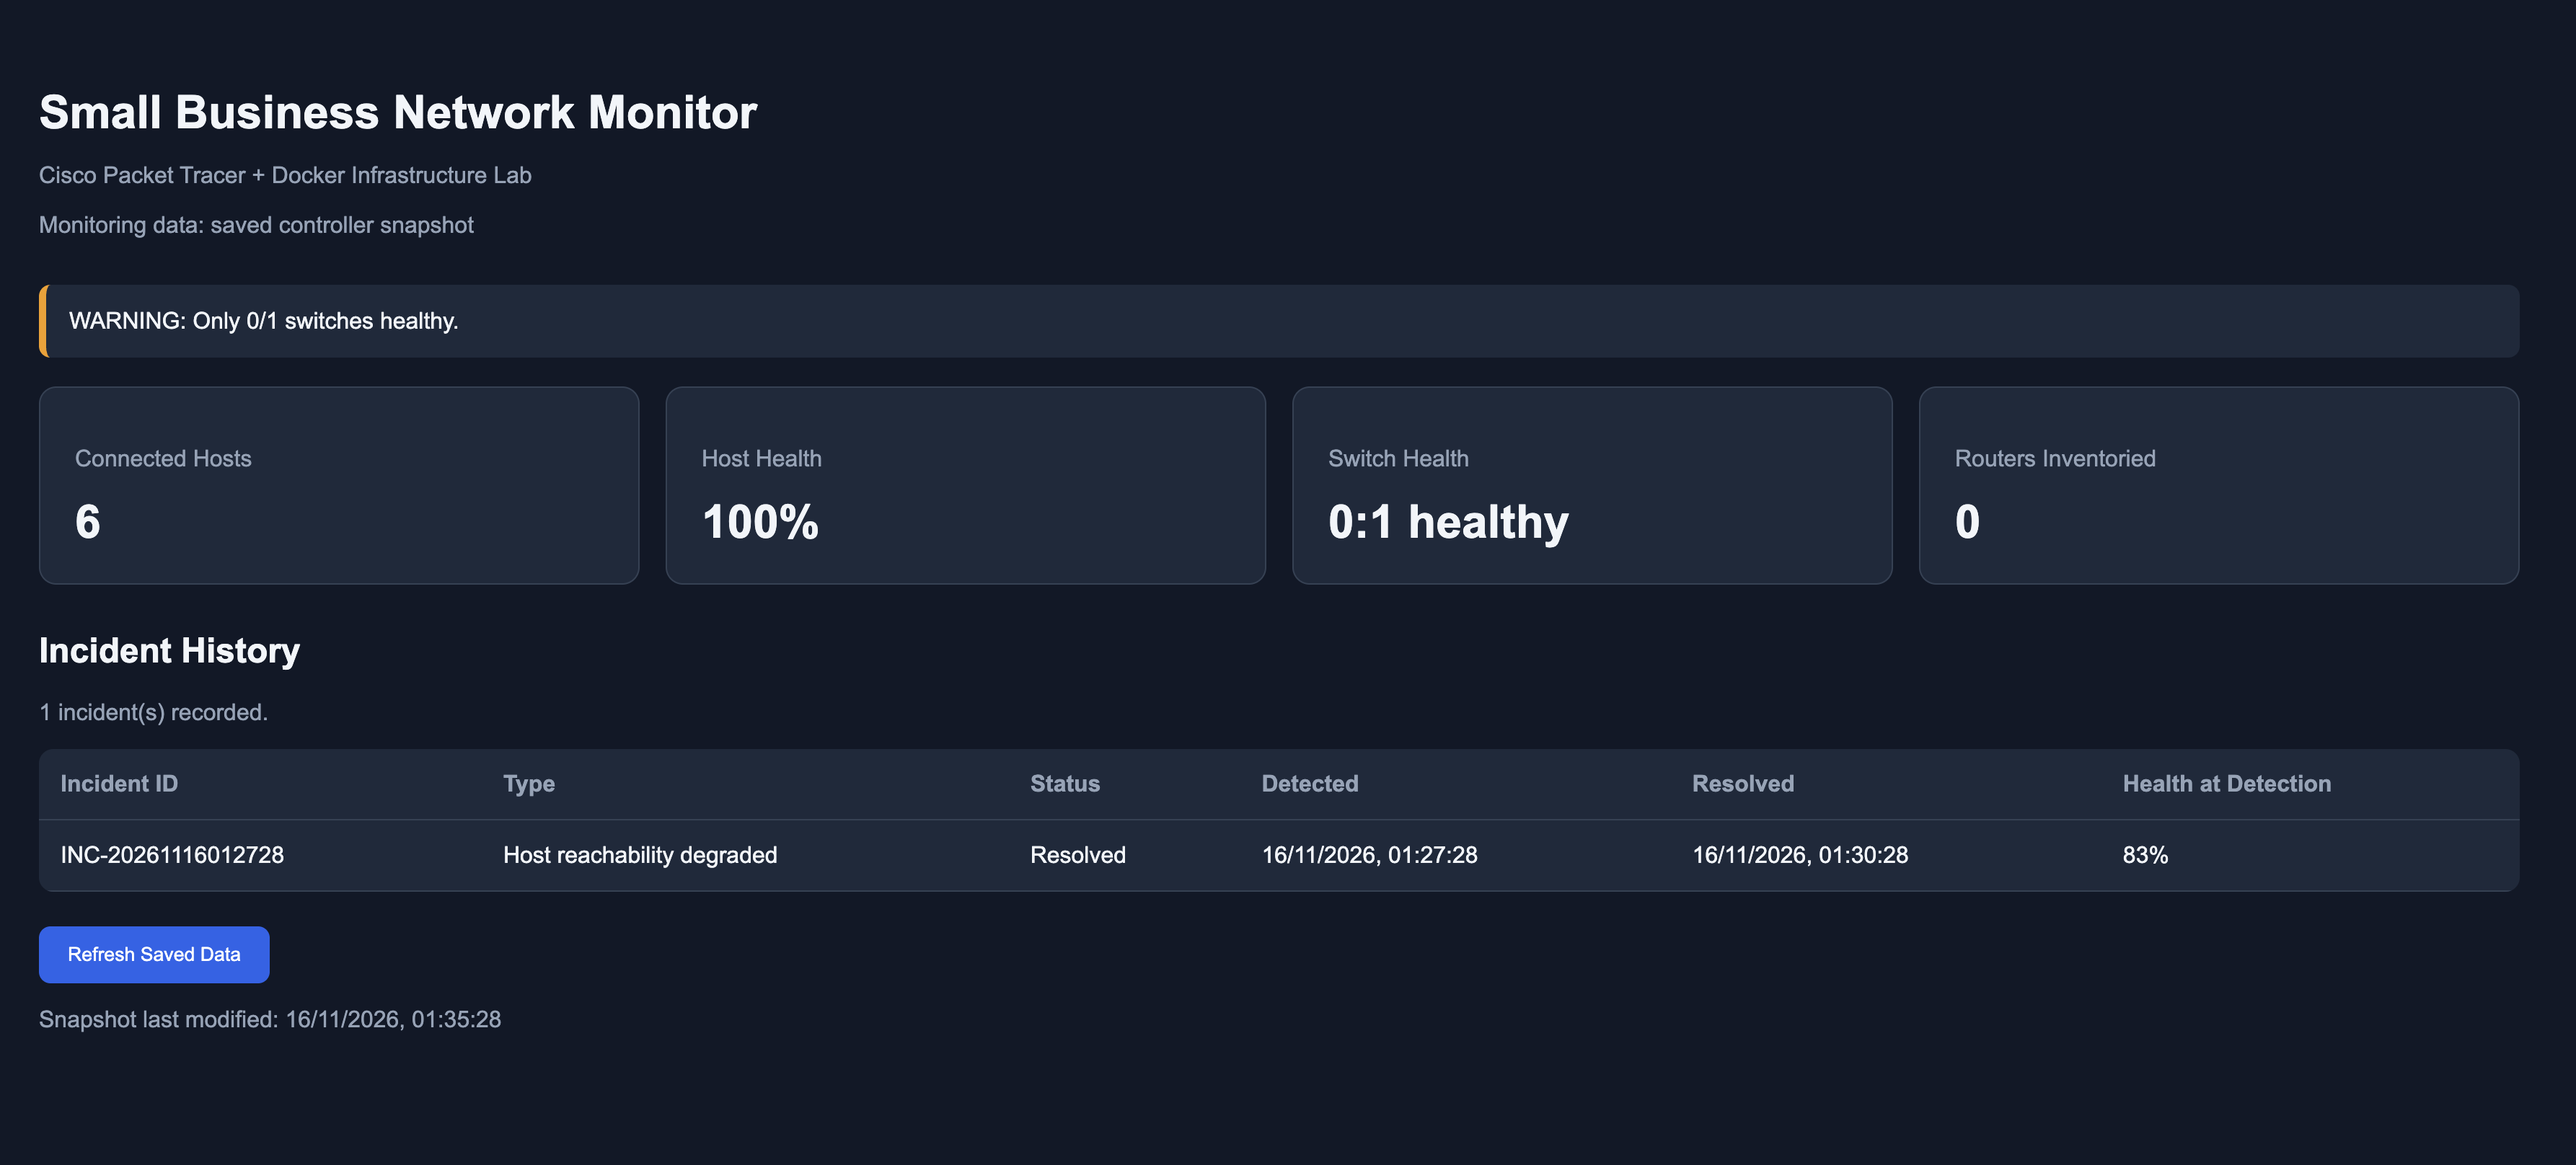 Small Business Network Monitor
Cisco Packet Tracer + Docker Infrastructure Lab
Monitoring data: saved controller snapshot
WARNING: Only 0/1 switches healthy.
Connected Hosts
6
Host Health
100%
Switch Health
0:1 healthy
Routers Inventoried
0
Incident History
1 incident(s) recorded.
Incident ID Type Status Detected Resolved Health at Detection
INC-20261116012728 Host reachability degraded Resolved 16/11/2026, 01:27:28 16/11/2026, 01:30:28 83%
Refresh Saved Data
Snapshot last modified: 16/11/2026, 01:35:28